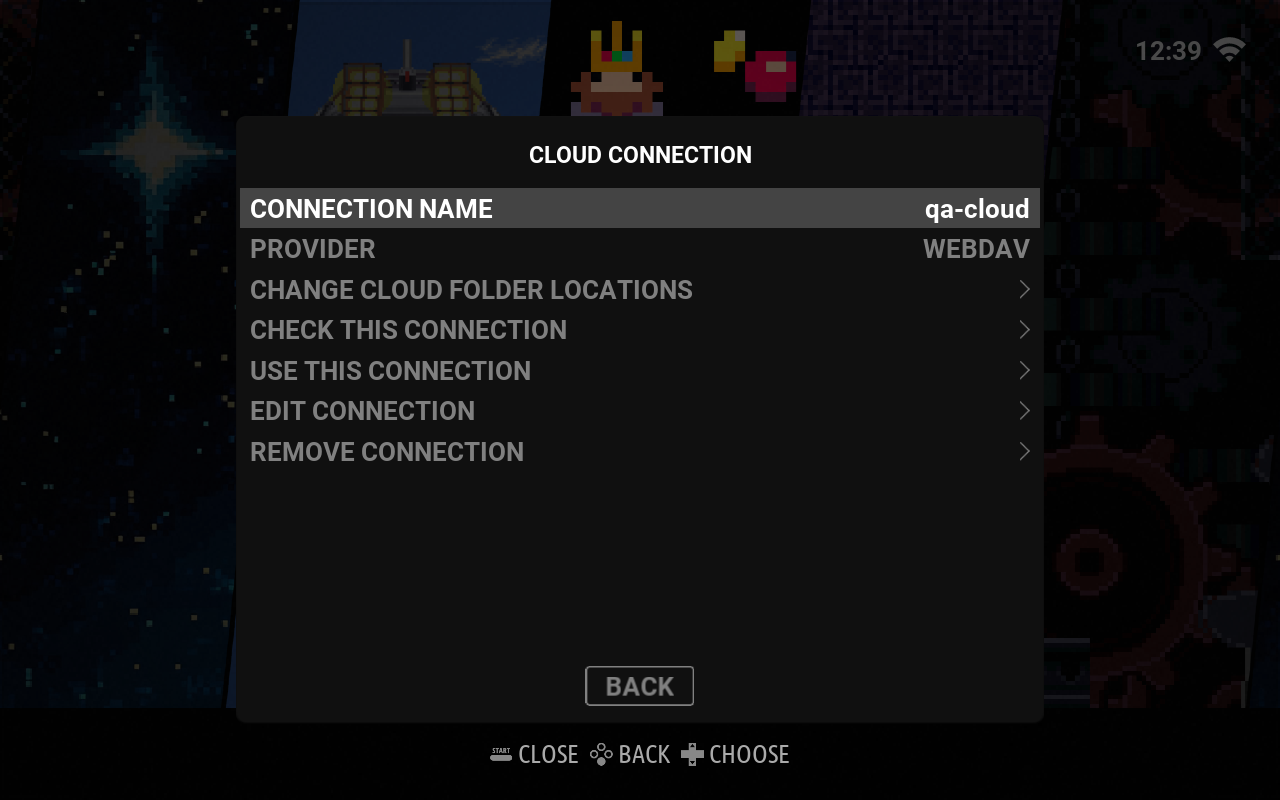 12:39
CLOUD CONNECTION
CONNECTION NAME qa-cloud
PROVIDER WEBDAV
CHANGE CLOUD FOLDER LOCATIONS
CHECK THIS CONNECTION
USE THIS CONNECTION
EDIT CONNECTION
REMOVE CONNECTION
BACK
START CLOSE BACK CHOOSE